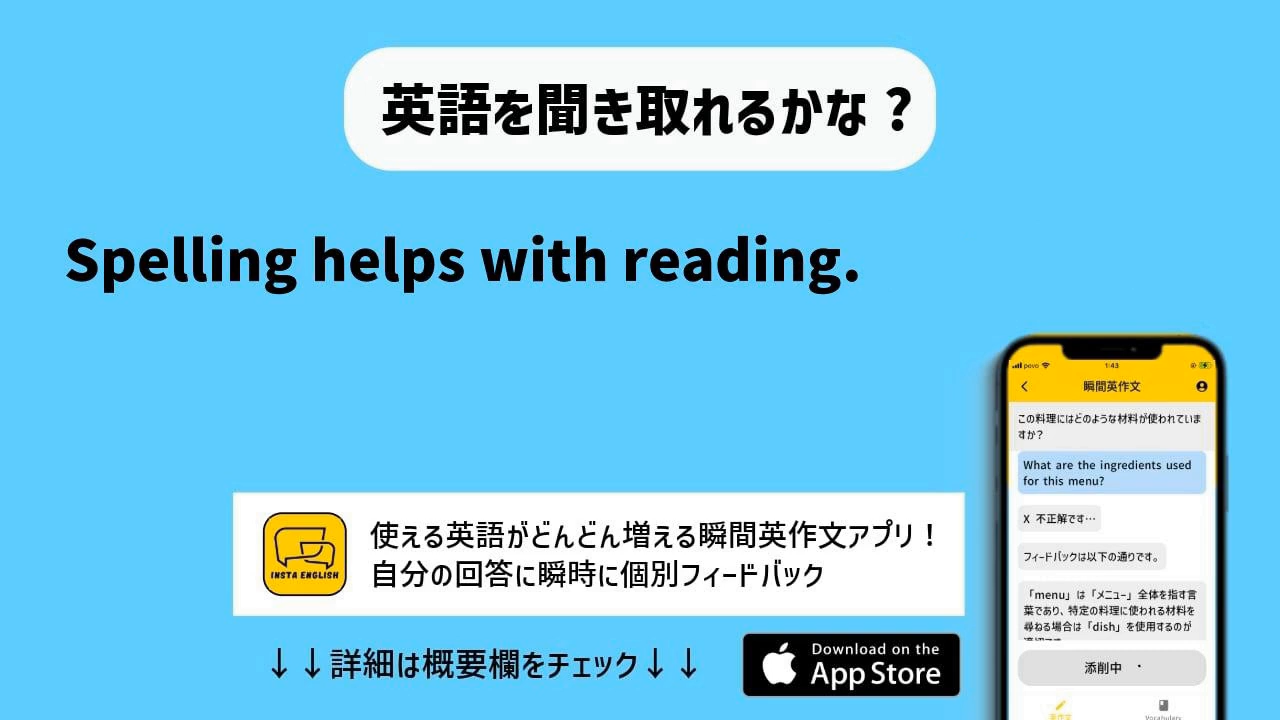 英語を聞き取れるかな？
Spelling helps with reading.
povo
1:43
瞬間英作文
この料理にはどのような材料が使われていま
すか？
What are the ingredients used
for this menu?
X 不正解です…
フィードバックは以下の通りです。
「menu」は「メニュー」全体を指す言
葉であり、特定の料理に使われる材料を
尋ねる場合は「dish」を使用するのが
添削中
英作文
Vocabulary
INSTA ENGLISH
使える英語がどんどん増える瞬間英作文アプリ！
自分の回答に瞬時に個別フィードバック
↓↓詳細は概要欄をチェック↓↓
Download on the
App Store